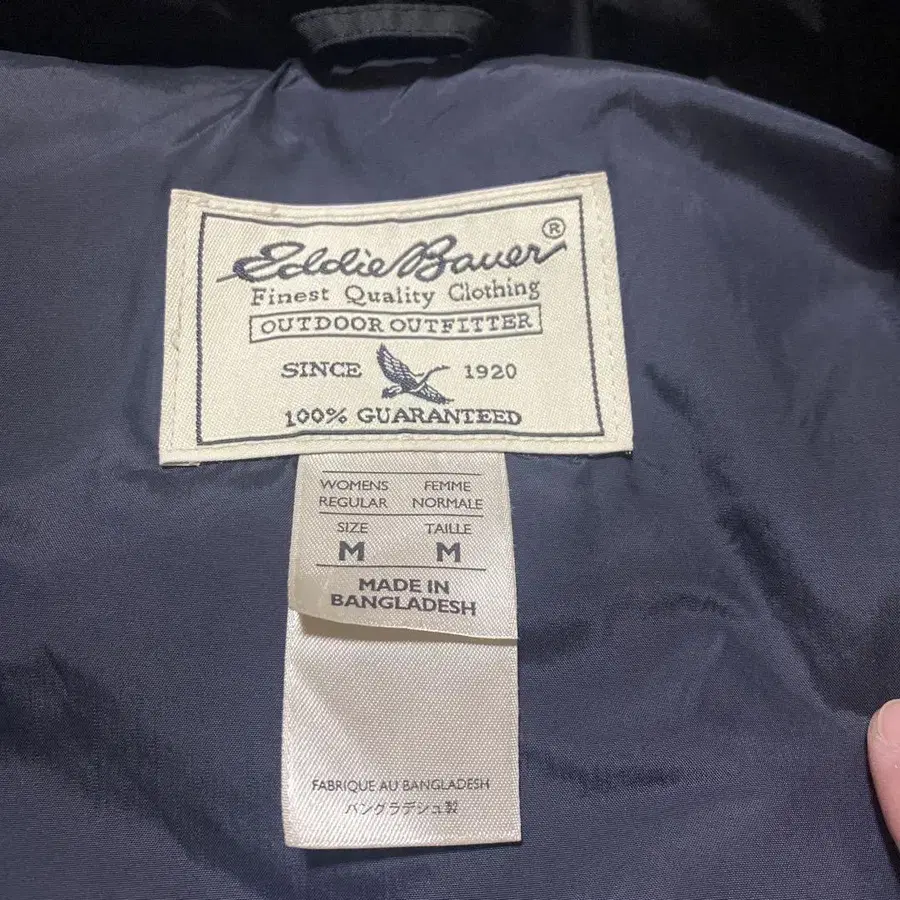 Eddie Bauer®
Finest Quality Clothing
OUTDOOR OUTFITTER
SINCE 1920
100% GUARANTEED
WOMENS FEMME
REGULAR NORMALE
SIZE TAILLE
M M
MADE IN
BANGLADESH
FABRIQUE AU BANGLADESH
バングラデシュ製